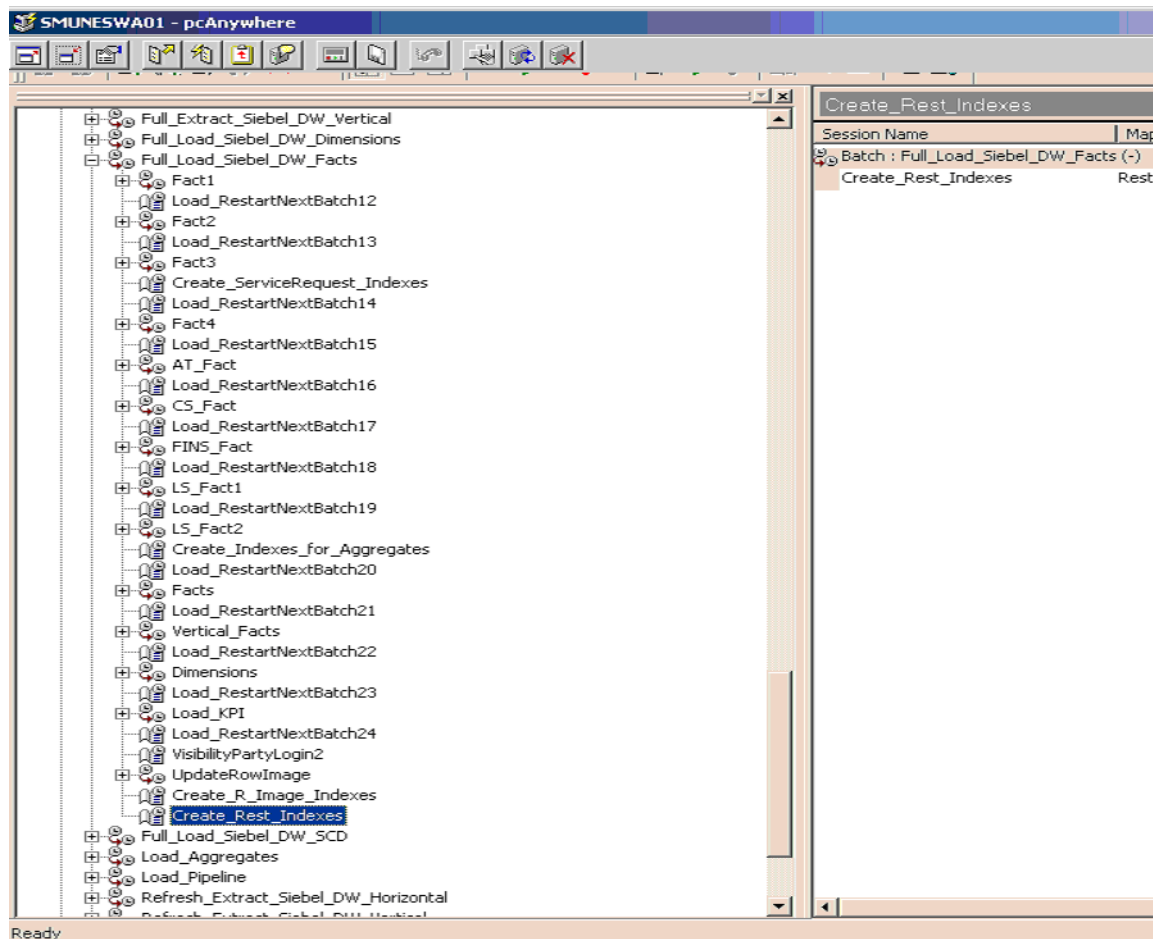 SMUNESWA01 - pcAnywhere
Full_Extract_Siebel_DW_Vertical
Full_Load_Siebel_DW_Dimensions
Full_Load_Siebel_DW_Facts
Fact1
Load_RestartNextBatch12
Fact2
Load_RestartNextBatch13
Fact3
Create_ServiceRequest_Indexes
Load_RestartNextBatch14
Fact4
Load_RestartNextBatch15
AT_Fact
Load_RestartNextBatch16
CS_Fact
Load_RestartNextBatch17
FINS_Fact
Load_RestartNextBatch18
LS_Fact1
Load_RestartNextBatch19
LS_Fact2
Create_Indexes_for_Aggregates
Load_RestartNextBatch20
Facts
Load_RestartNextBatch21
Vertical_Facts
Load_RestartNextBatch22
Dimensions
Load_RestartNextBatch23
Load_KPI
Load_RestartNextBatch24
VisibilityPartyLogin2
UpdateRowImage
Create_R_Image_Indexes
Create_Rest_Indexes
Full_Load_Siebel_DW_SCD
Load_Aggregates
Load_Pipeline
Refresh_Extract_Siebel_DW_Horizontal
Create_Rest_Indexes
Session Name Map
Batch : Full_Load_Siebel_DW_Facts (-)
Create_Rest_Indexes Rest
Ready